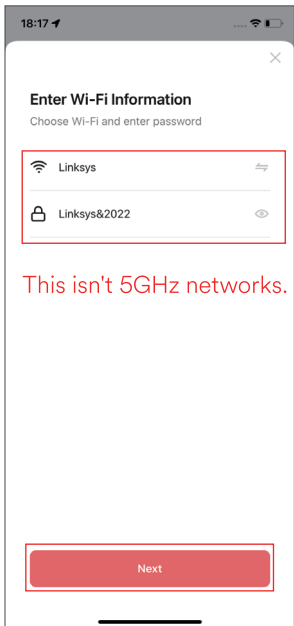 18:17
Enter Wi-Fi Information
Choose Wi-Fi and enter password
Linksys
Linksys&2022
This isn't 5GHz networks.
Next